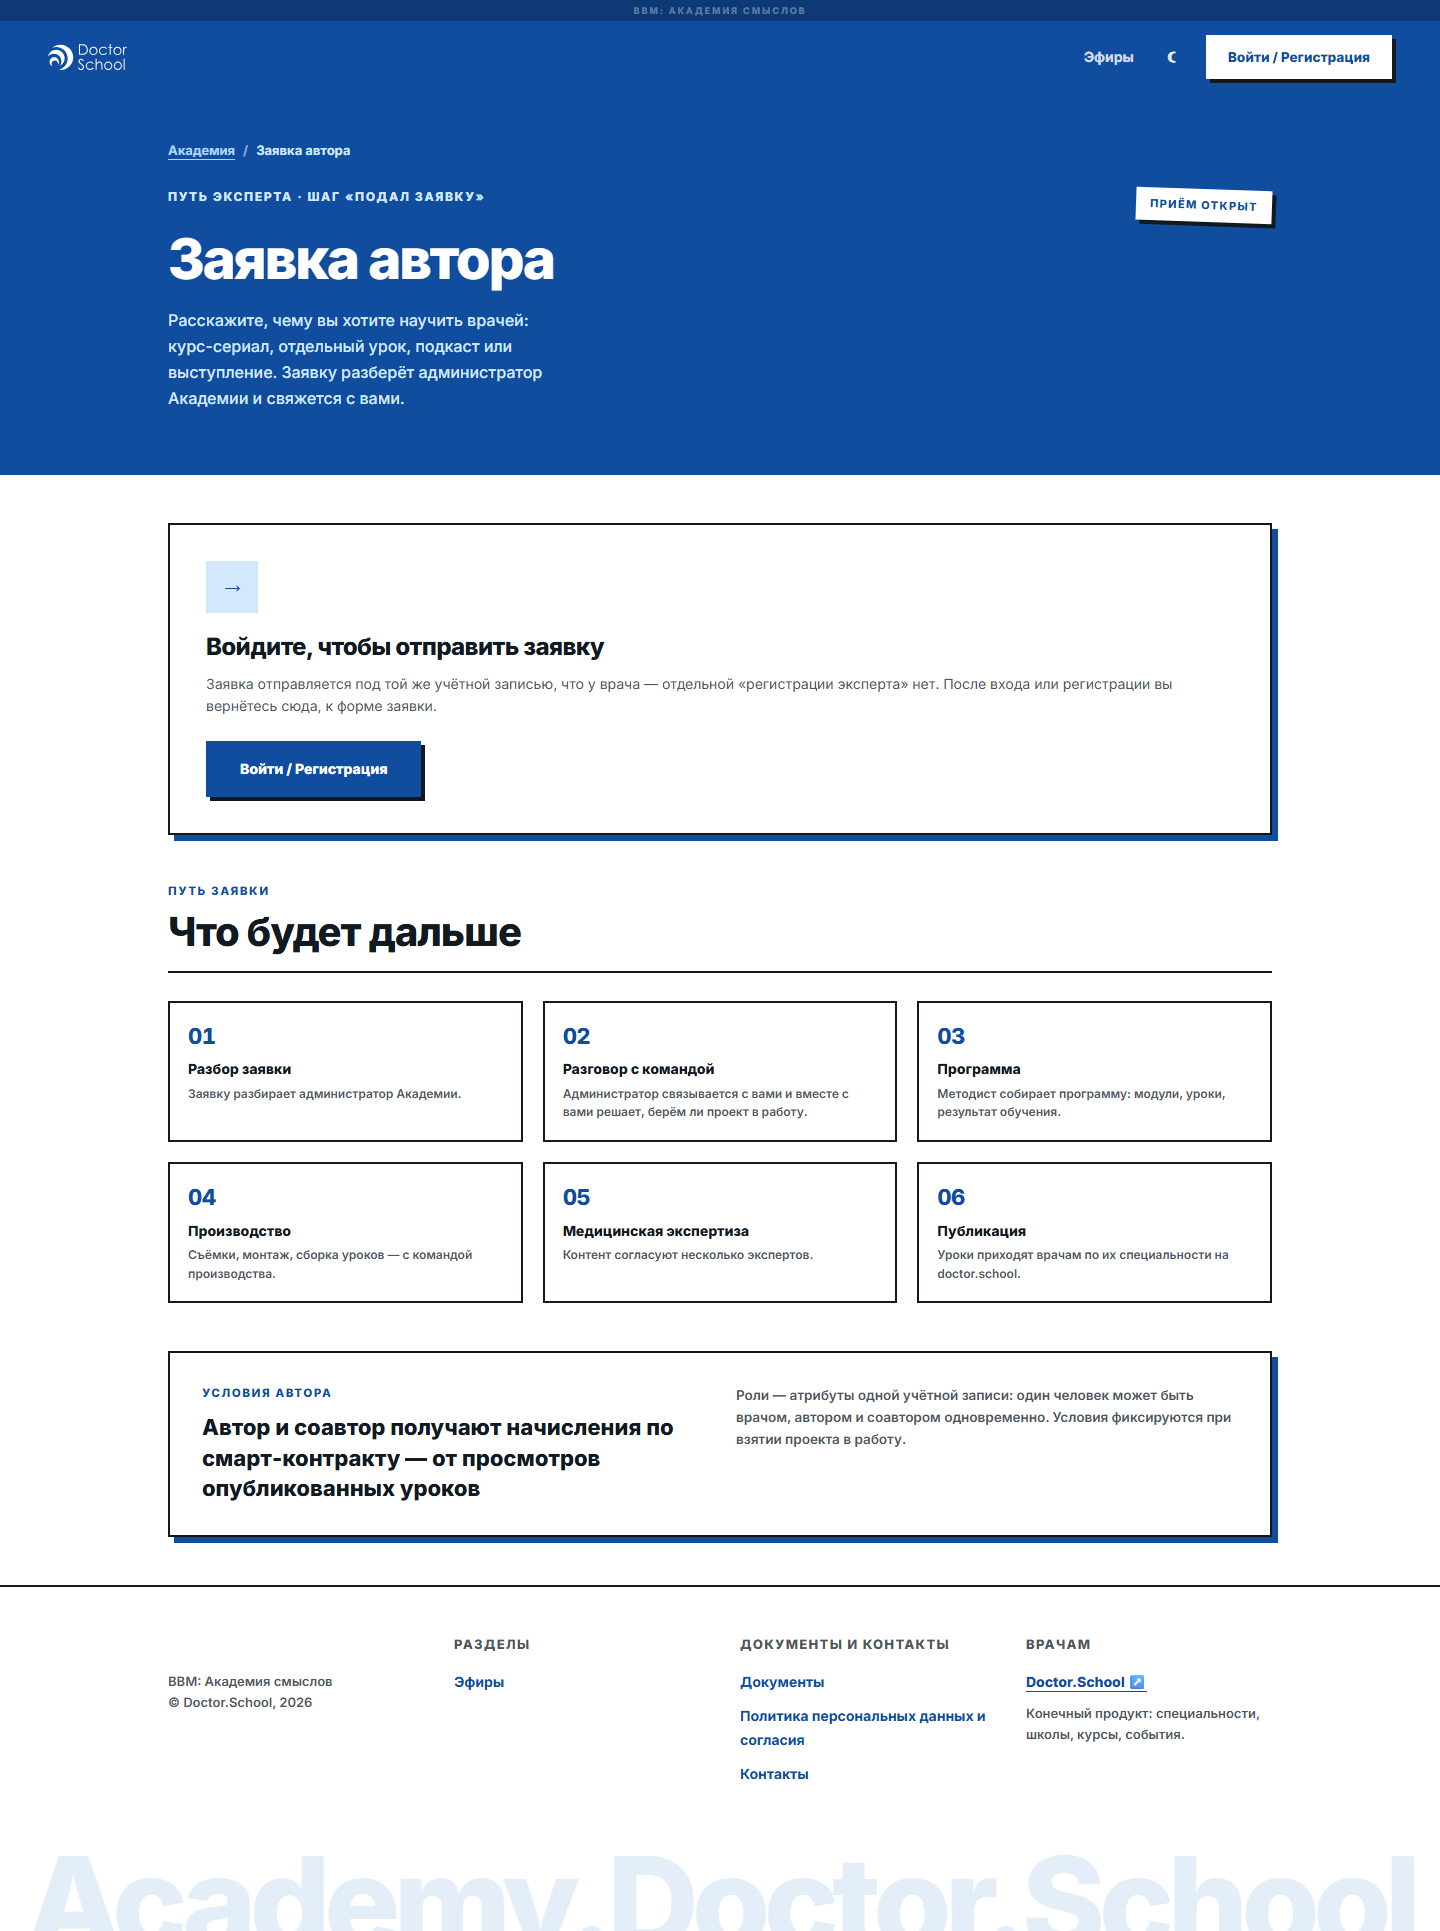 ВВМ: АКАДЕМИЯ СМЫСЛОВ
Doctor
School
Эфиры
Войти / Регистрация
Академия / Заявка автора
ПУТЬ ЭКСПЕРТА · ШАГ «ПОДАЛ ЗАЯВКУ»
ПРИЁМ ОТКРЫТ
Заявка автора
Расскажите, чему вы хотите научить врачей:
курс-сериал, отдельный урок, подкаст или
выступление. Заявку разберёт администратор
Академии и свяжется с вами.
→
Войдите, чтобы отправить заявку
Заявка отправляется под той же учётной записью, что у врача — отдельной «регистрации эксперта» нет. После входа или регистрации вы
вернётесь сюда, к форме заявки.
Войти / Регистрация
ПУТЬ ЗАЯВКИ
Что будет дальше
01
Разбор заявки
Заявку разбирает администратор Академии.
02
Разговор с командой
Администратор связывается с вами и вместе с
вами решает, берём ли проект в работу.
03
Программа
Методист собирает программу: модули, уроки,
результат обучения.
04
Производство
Съёмки, монтаж, сборка уроков — с командой
производства.
05
Медицинская экспертиза
Контент согласуют несколько экспертов.
06
Публикация
Уроки приходят врачам по их специальности на
doctor.school.
УСЛОВИЯ АВТОРА
Автор и соавтор получают начисления по
смарт-контракту — от просмотров
опубликованных уроков
Роли — атрибуты одной учётной записи: один человек может быть
врачом, автором и соавтором одновременно. Условия фиксируются при
взятии проекта в работу.
ВВМ: Академия смыслов
© Doctor.School, 2026
РАЗДЕЛЫ
Эфиры
ДОКУМЕНТЫ И КОНТАКТЫ
Документы
Политика персональных данных и
согласия
Контакты
ВРАЧАМ
Doctor.School ↗
Конечный продукт: специальности,
школы, курсы, события.
Academy.Doctor.School